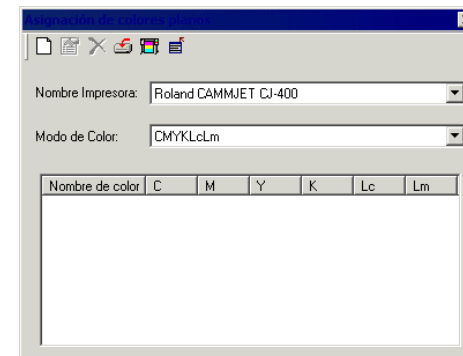 Asignación de colores planos
Nombre Impresora: Roland CAMMJET CJ-400
Modo de Color: CMYKLcLm
Nombre de color C M Y K Lc Lm